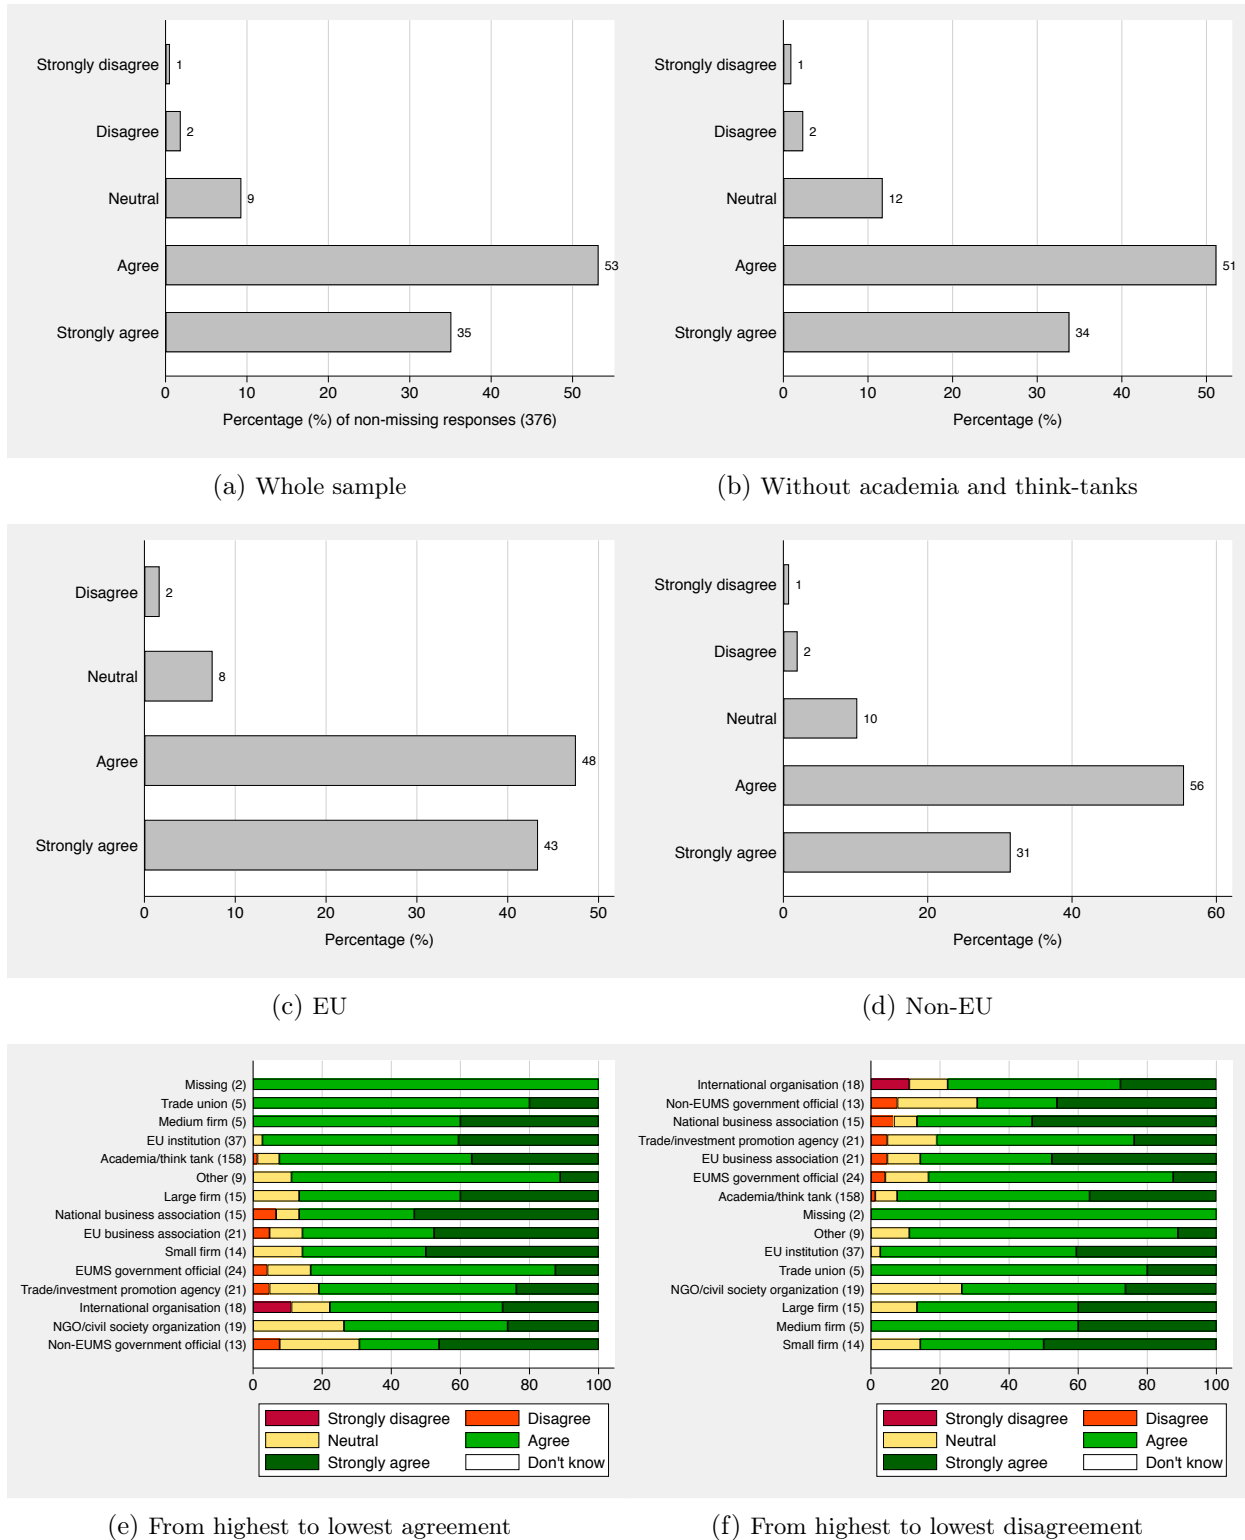 Strongly disagree 1
Disagree 2
Neutral 9
Agree 53
Strongly agree 35
0 10 20 30 40 50
Percentage (%) of non-missing responses (376)
(a) Whole sample
Strongly disagree 1
Disagree 2
Neutral 12
Agree 51
Strongly agree 34
0 10 20 30 40 50
Percentage (%)
(b) Without academia and think-tanks
Disagree 2
Neutral 8
Agree 48
Strongly agree 43
0 10 20 30 40 50
Percentage (%)
(c) EU
Strongly disagree 1
Disagree 2
Neutral 10
Agree 56
Strongly agree 31
0 20 40 60
Percentage (%)
(d) Non-EU
Missing (2)
Trade union (5)
Medium firm (5)
EU institution (37)
Academia/think tank (158)
Other (9)
Large firm (15)
National business association (15)
EU business association (21)
Small firm (14)
EUMS government official (24)
Trade/investment promotion agency (21)
International organisation (18)
NGO/civil society organization (19)
Non-EUMS government official (13)
0 20 40 60 80 100
Strongly disagree Disagree
Neutral Agree
Strongly agree Don't know
(e) From highest to lowest agreement
International organisation (18)
Non-EUMS government official (13)
National business association (15)
Trade/investment promotion agency (21)
EU business association (21)
EUMS government official (24)
Academia/think tank (158)
Missing (2)
Other (9)
EU institution (37)
Trade union (5)
NGO/civil society organization (19)
Large firm (15)
Medium firm (5)
Small firm (14)
0 20 40 60 80 100
Strongly disagree Disagree
Neutral Agree
Strongly agree Don't know
(f) From highest to lowest disagreement